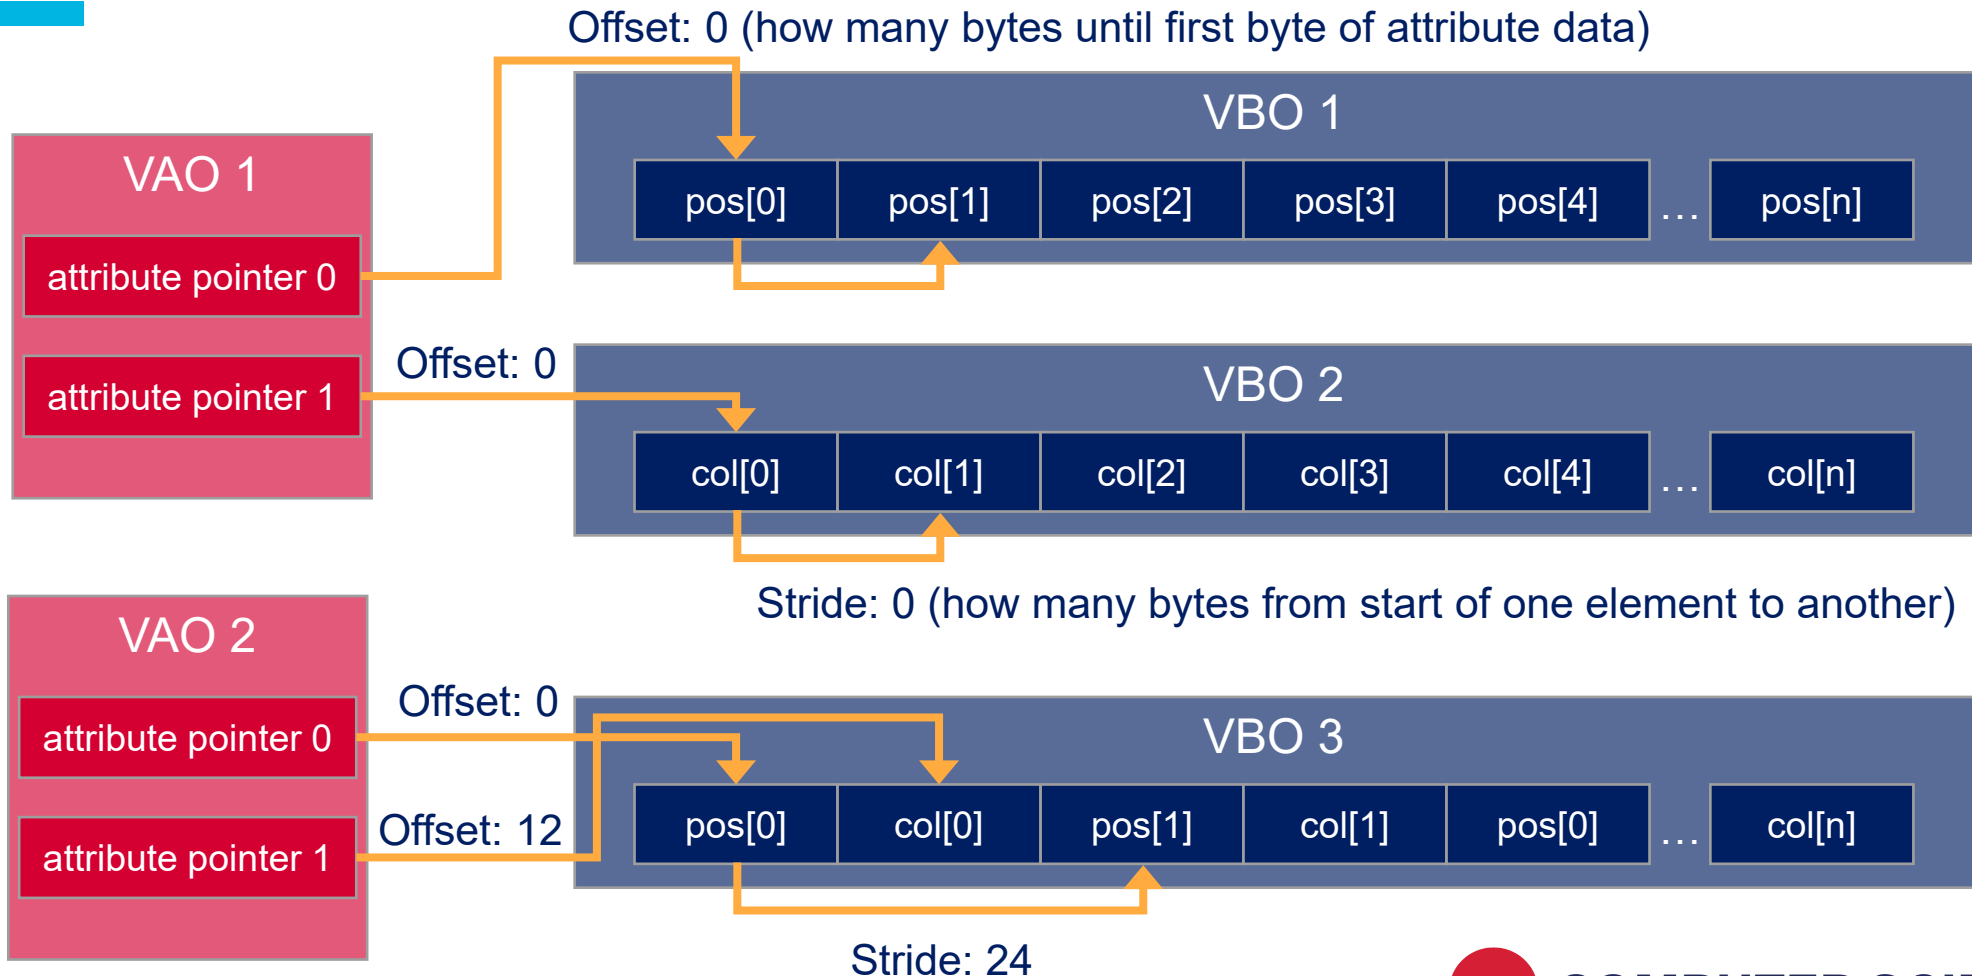 Offset: 0 (how many bytes until first byte of attribute data)
VBO 1
pos[0] pos[1] pos[2] pos[3] pos[4] ... pos[n]
VAO 1
attribute pointer 0
attribute pointer 1
Offset: 0
VBO 2
col[0] col[1] col[2] col[3] col[4] ... col[n]
Stride: 0 (how many bytes from start of one element to another)
VAO 2
attribute pointer 0
attribute pointer 1
Offset: 0
Offset: 12
VBO 3
pos[0] col[0] pos[1] col[1] pos[0] ... col[n]
Stride: 24